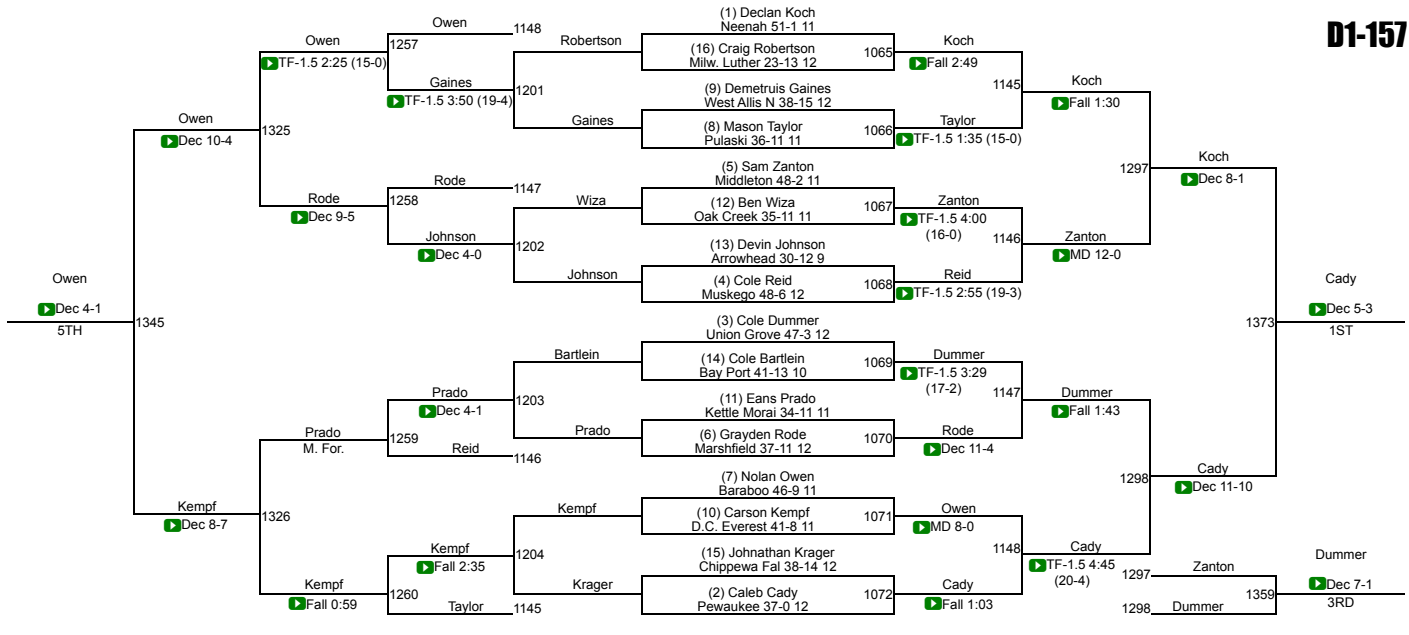 D1-157
(1) Declan Koch
Neenah 51-1 11
(16) Craig Robertson
Milw. Luther 23-13 12
1065
(9) Demetruis Gaines
West Allis N 38-15 12
(8) Mason Taylor
Pulaski 36-11 11
1066
(5) Sam Zanton
Middleton 48-2 11
(12) Ben Wiza
Oak Creek 35-11 11
1067
(13) Devin Johnson
Arrowhead 30-12 9
(4) Cole Reid
Muskego 48-6 12
1068
(3) Cole Dummer
Union Grove 47-3 12
(14) Cole Bartlein
Bay Port 41-13 10
1069
(11) Eans Prado
Kettle Morai 34-11 11
(6) Grayden Rode
Marshfield 37-11 12
1070
(7) Nolan Owen
Baraboo 46-9 11
(10) Carson Kempf
D.C. Everest 41-8 11
1071
(15) Johnathan Krager
Chippewa Fal 38-14 12
(2) Caleb Cady
Pewaukee 37-0 12
1072
Koch
Fall 2:49
1145
Taylor
TF-1.5 1:35 (15-0)
Zanton
TF-1.5 4:00
(16-0)
1146
Reid
TF-1.5 2:55 (19-3)
Dummer
TF-1.5 3:29
(17-2)
1147
Rode
Dec 11-4
Owen
MD 8-0
1148
Cady
Fall 1:03
Koch
Fall 1:30
1297
Zanton
MD 12-0
Dummer
Fall 1:43
1298
Cady
TF-1.5 4:45
(20-4)
Koch
Dec 8-1
1373
Cady
Dec 11-10
Cady
Dec 5-3
1ST
1297
Zanton
1359
1298
Dummer
Dummer
Dec 7-1
3RD
Robertson
1201
Gaines
Wiza
1202
Johnson
Bartlein
1203
Prado
Kempf
1204
Krager
Owen
1148
1257
Gaines
TF-1.5 3:50 (19-4)
Rode
1147
1258
Johnson
Dec 4-0
Prado
Dec 4-1
1259
Reid
1146
Kempf
Fall 2:35
1260
Taylor
1145
Owen
TF-1.5 2:25 (15-0)
1325
Rode
Dec 9-5
Prado
M. For.
1326
Kempf
Fall 0:59
Owen
Dec 10-4
1345
Kempf
Dec 8-7
Owen
Dec 4-1
5TH